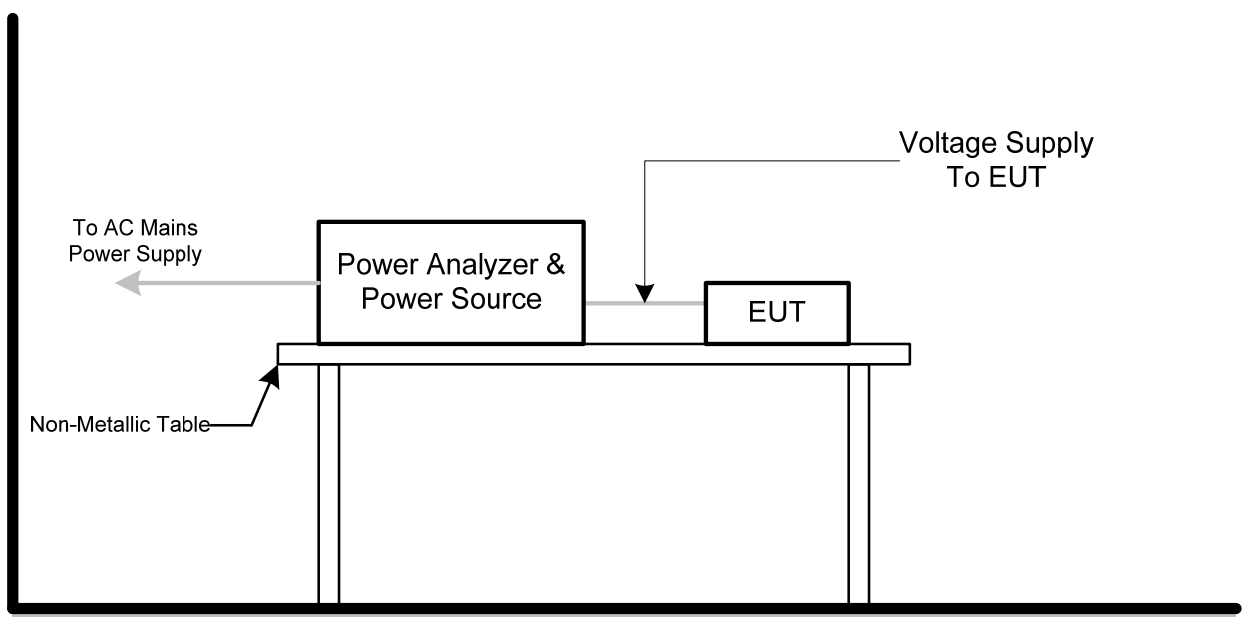 Voltage Supply
To EUT
To AC Mains
Power Supply
Power Analyzer &
Power Source
EUT
Non-Metallic Table